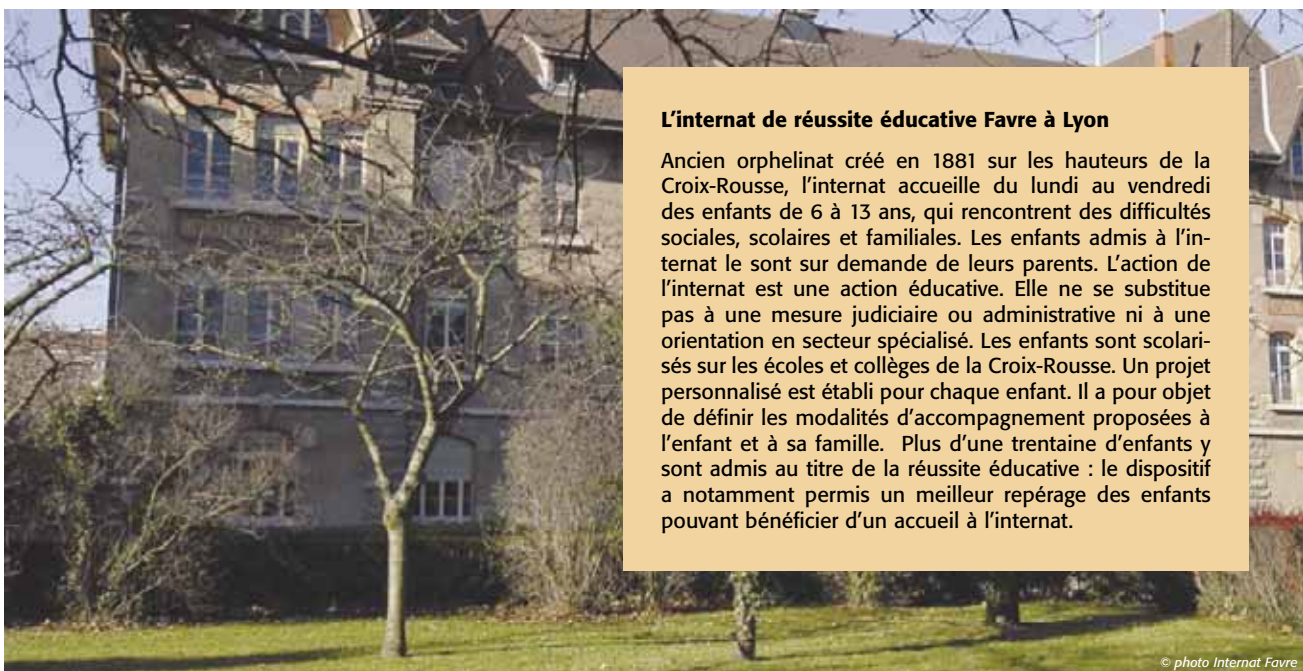 L'internat de réussite éducative Favre à Lyon
Ancien orphelinat créé en 1881 sur les hauteurs de la
Croix-Rousse, l'internat accueille du lundi au vendredi
des enfants de 6 à 13 ans, qui rencontrent des difficultés
sociales, scolaires et familiales. Les enfants admis à l'in-
ternat le sont sur demande de leurs parents. L'action de
l'internat est une action éducative. Elle ne se substitue
pas à une mesure judiciaire ou administrative ni à une
orientation en secteur spécialisé. Les enfants sont scolari-
sés sur les écoles et collèges de la Croix-Rousse. Un projet
personnalisé est établi pour chaque enfant. Il a pour objet
de définir les modalités d'accompagnement proposées à
l'enfant et à sa famille.  Plus d'une trentaine d'enfants y
sont admis au titre de la réussite éducative : le dispositif
a notamment permis un meilleur repérage des enfants
pouvant bénéficier d'un accueil à l'internat.
© photo Internat Favre